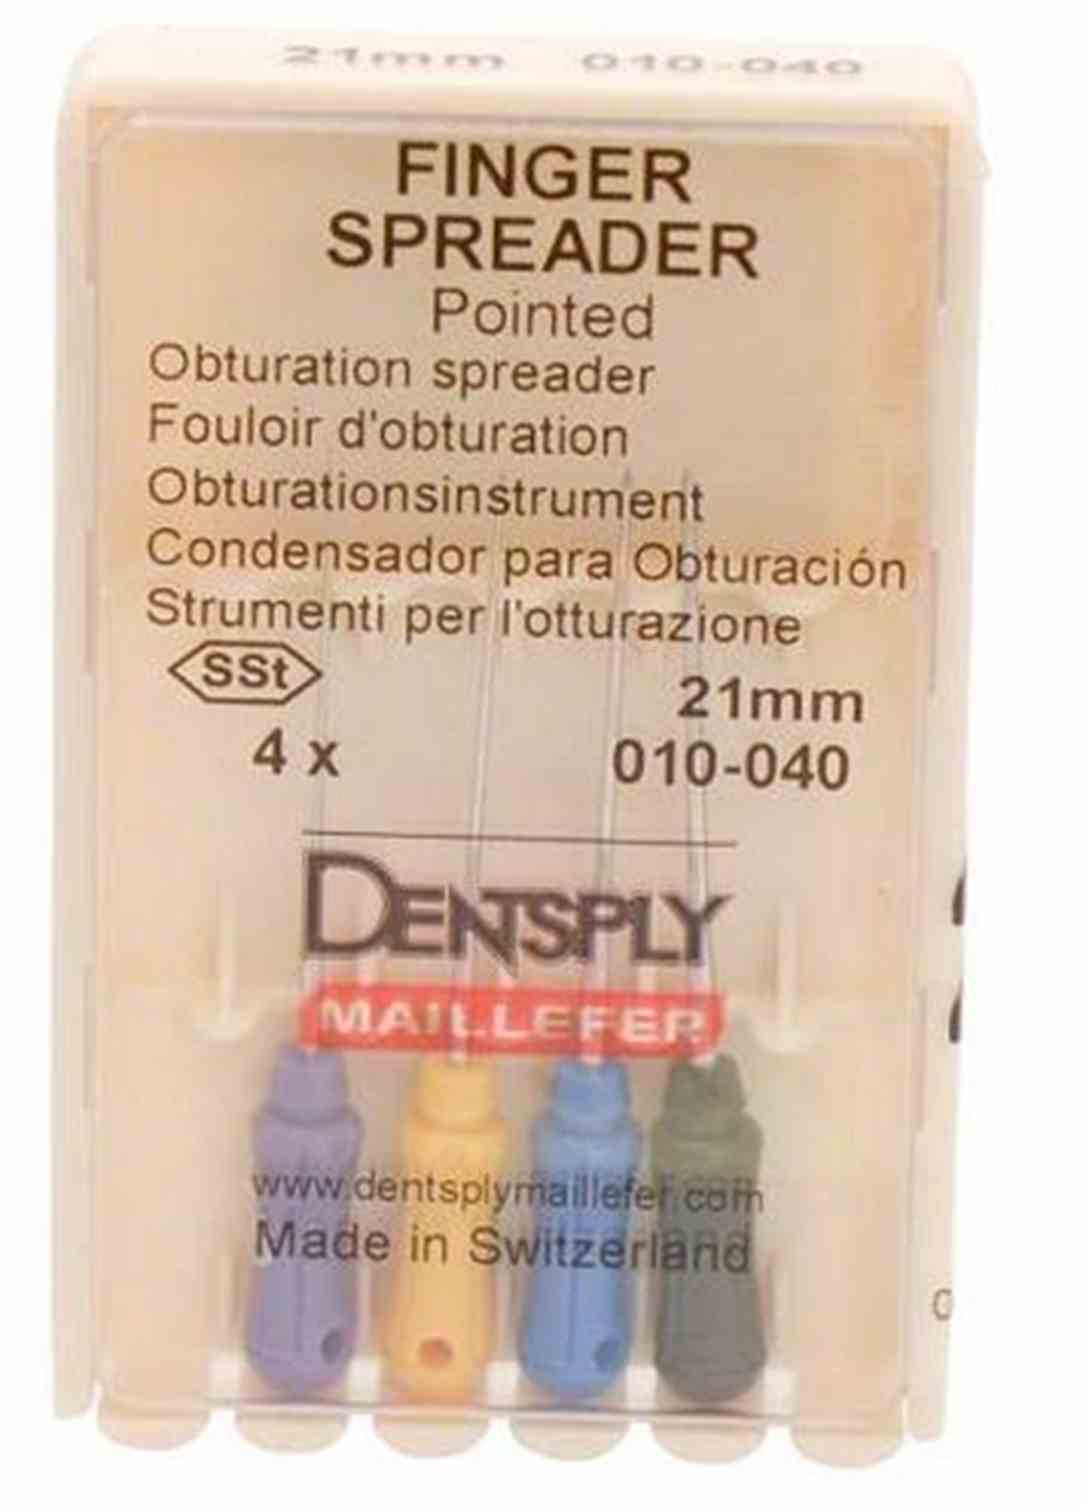 21mm 010-040
FINGER
SPREADER
Pointed
Obturation spreader
Fouloir d'obturation
Obturationsinstrument
Condensador para Obturación
Strumenti per l'otturazione
SSt 21mm
4 x 010-040
DENTSPLY
MAILLEFER
www.dentsplymaillefer.com
Made in Switzerland